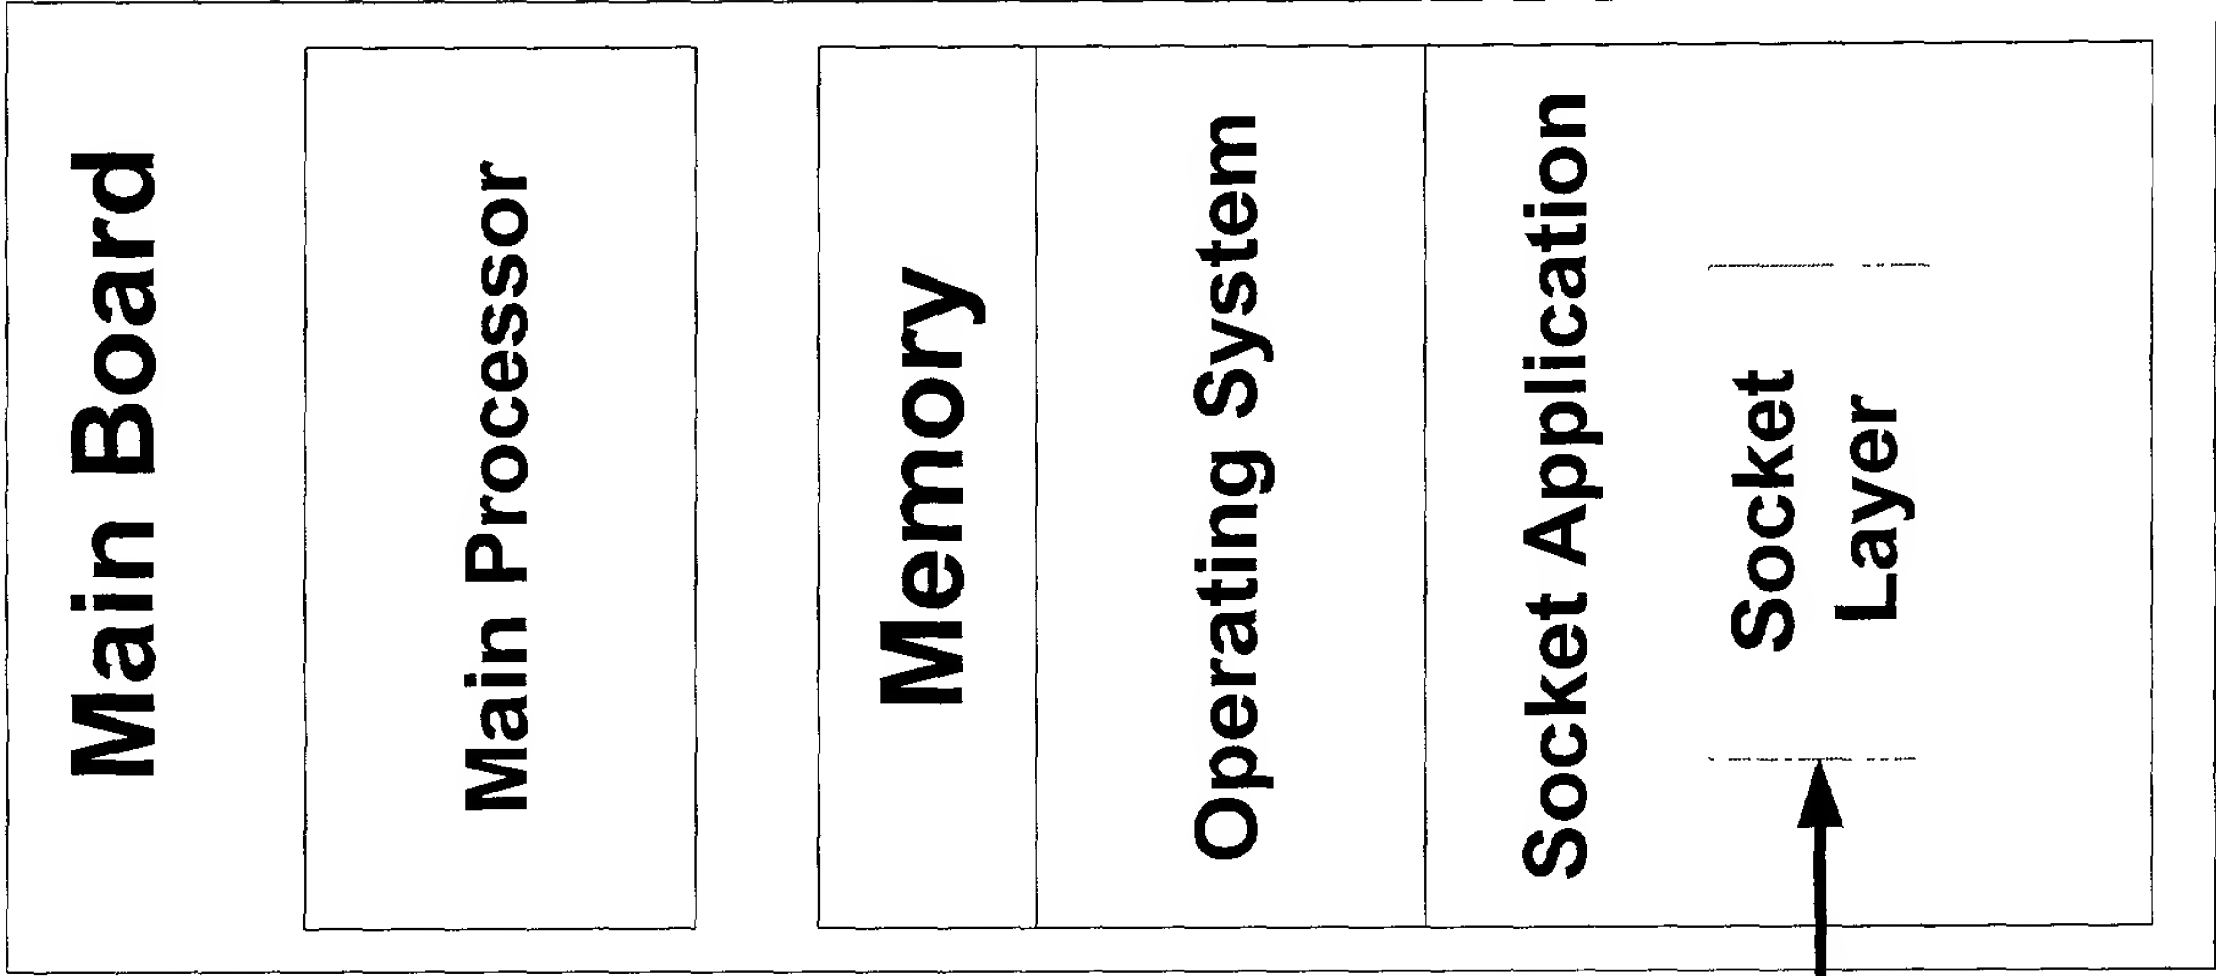 Main Board
Main Processor
Memory
Operating System
Socket Application
Socket
Layer